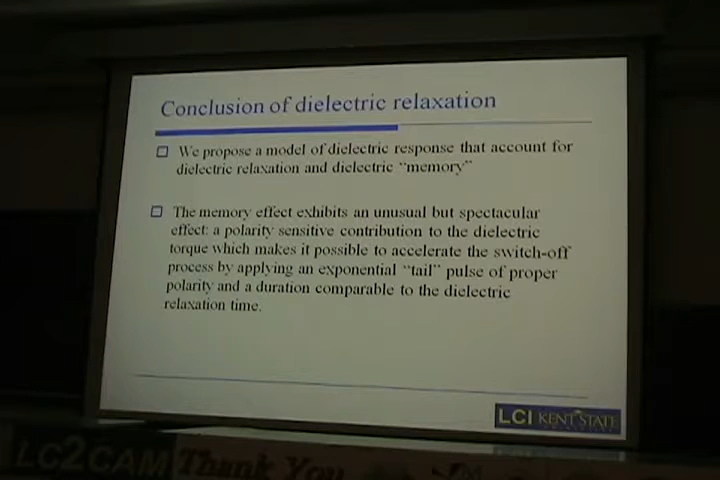 Conclusion of dielectric relaxation
We propose a model of dielectric response that account for
dielectric relaxation and dielectric "memory"
The memory effect exhibits an unusual but spectacular
effect: a polarity sensitive contribution to the dielectric
torque which makes it possible to accelerate the switch-off
process by applying an exponential "tail" pulse of proper
polarity and a duration comparable to the dielectric
relaxation time.
LCI KENT STATE
LC2CAM Thank You